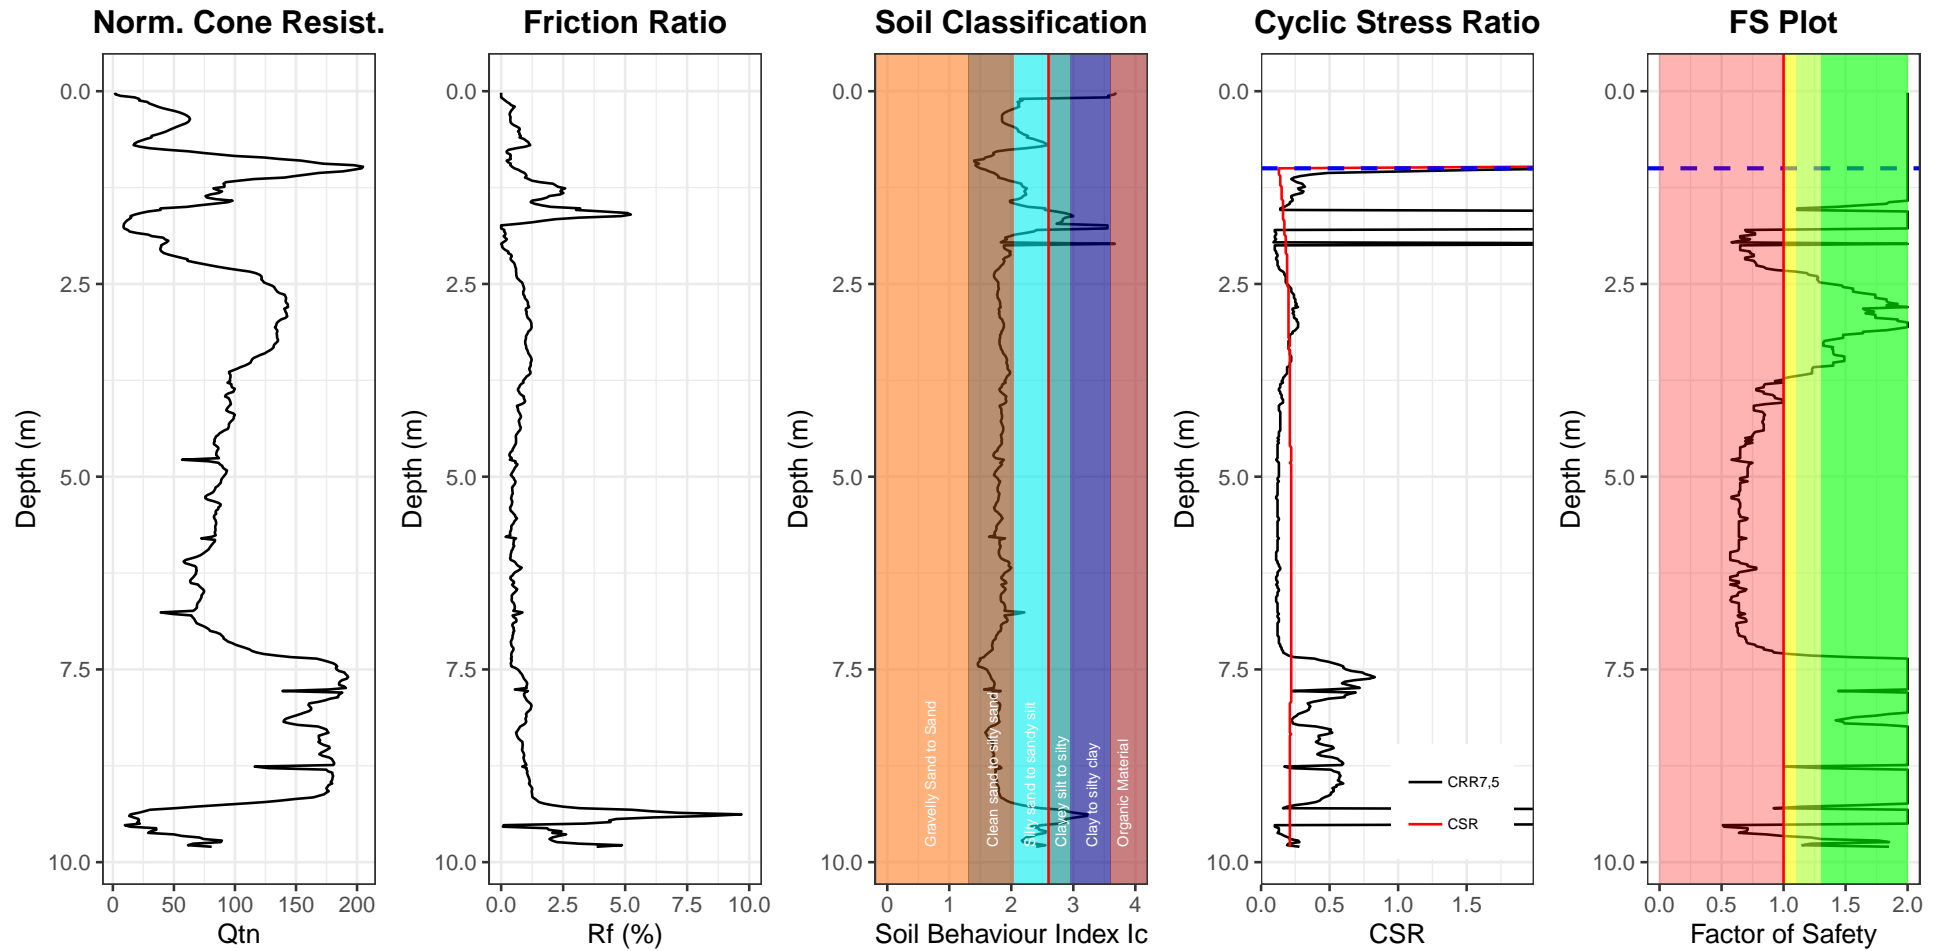 Norm. Cone Resist.
Friction Ratio
Soil Classification
Cyclic Stress Ratio
FS Plot
Depth (m)
0.0
2.5
5.0
7.5
10.0
0 50 100 150 200
Qtn
Depth (m)
0.0
2.5
5.0
7.5
10.0
0.0 2.5 5.0 7.5 10.0
Rf (%)
Depth (m)
0.0
2.5
5.0
7.5
10.0
Gravelly Sand to Sand
Clean sand to silty sand
Silty sand to sandy silt
Clayey silt to silty
Clay to silty clay
Organic Material
0 1 2 3 4
Soil Behaviour Index Ic
Depth (m)
0.0
2.5
5.0
7.5
10.0
CRR7,5
CSR
0.0 0.5 1.0 1.5
CSR
Depth (m)
0.0
2.5
5.0
7.5
10.0
0.0 0.5 1.0 1.5 2.0
Factor of Safety